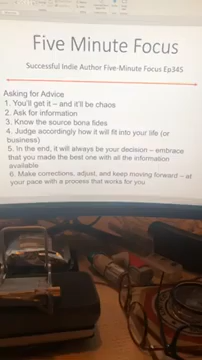 Five Minute Focus
Successful Indie Author Five-Minute Focus Ep345
Asking for Advice
1. You'll get it – and it'll be chaos
2. Ask for information
3. Know the source bona fides
4. Judge accordingly how it will fit into your life (or
business)
5. In the end, it will always be your decision – embrace
that you made the best one with all the information
available
6. Make corrections, adjust, and keep moving forward – at
your pace with a process that works for you